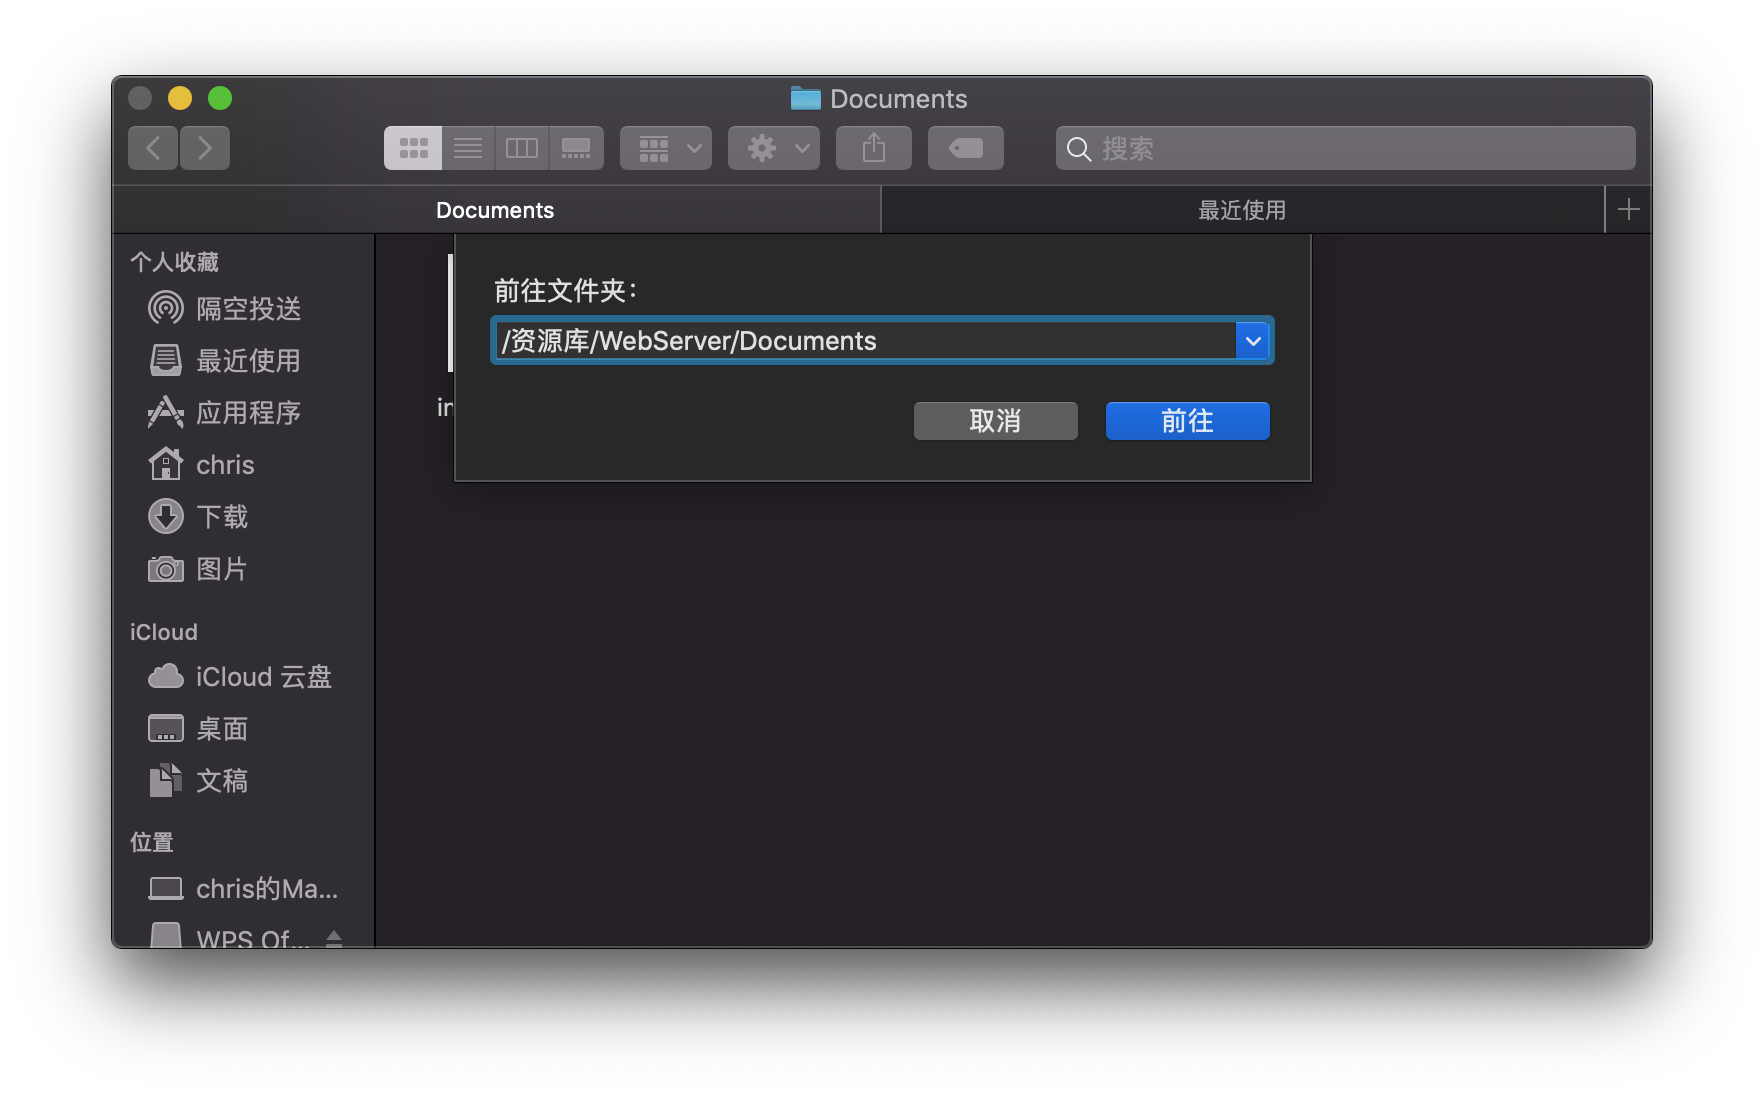 Documents
搜索
Documents
最近使用
个人收藏
隔空投送
最近使用
应用程序
chris
下载
图片
iCloud
iCloud 云盘
桌面
文稿
位置
chris的Ma...
WPS Of...
前往文件夹：
/资源库/WebServer/Documents
取消
前往